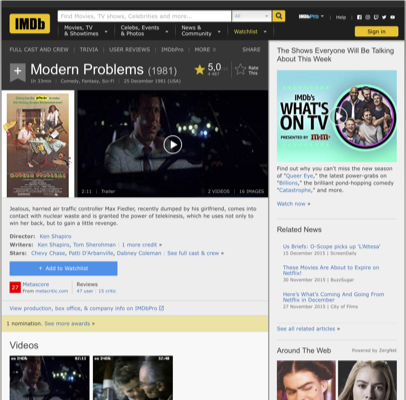 IMDb
Find Movies, TV shows, Celebrities and more...
All
Movies, TV & Showtimes
Celebs, Events & Photos
News & Community
Watchlist
IMDbPro
Help
Sign in
FULL CAST AND CREW | TRIVIA | USER REVIEWS | IMDbPro | MORE
SHARE
Modern Problems (1981)
5,0
Rate This
1h 33min | Comedy, Fantasy, Sci-Fi | 25 December 1981 (USA)
MODERN PROBLEMS
2:11 | Trailer
2 VIDEOS | 16 IMAGES
Jealous, harried air traffic controller Max Fiedler, recently dumped by his girlfriend, comes
into contact with nuclear waste and is granted the power of telekinesis, which he uses not only to
win her back, but to gain a little revenge.
Director: Ken Shapiro
Writers: Ken Shapiro, Tom Sherohman | 1 more credit »
Stars: Chevy Chase, Patti D'Arbanville, Dabney Coleman | See full cast & crew »
+ Add to Watchlist
27 Metascore
From metacritic.com
Reviews
47 user | 15 critic
View production, box office, & company info on IMDbPro
1 nomination. See more awards »
Videos
The Shows Everyone Will Be Talking
About This Week
IMDb's
WHAT'S
ON TV
PRESENTED BY m&m's
Find out why you can't miss the new season
of "Queer Eye," the latest power-grabs on
"Billions," the brilliant pond-hopping comedy
"Catastrophe," and more.
Watch now »
Related News
Us Briefs: O-Scope picks up 'L'Attesa'
15 December 2015 | ScreenDaily
These Movies Are About to Expire on
Netflix!
30 November 2015 | BuzzSugar
Here's What's Coming And Going From
Netflix in December
27 November 2015 | City of Films
See all related articles »
Around The Web
Powered by ZergNet